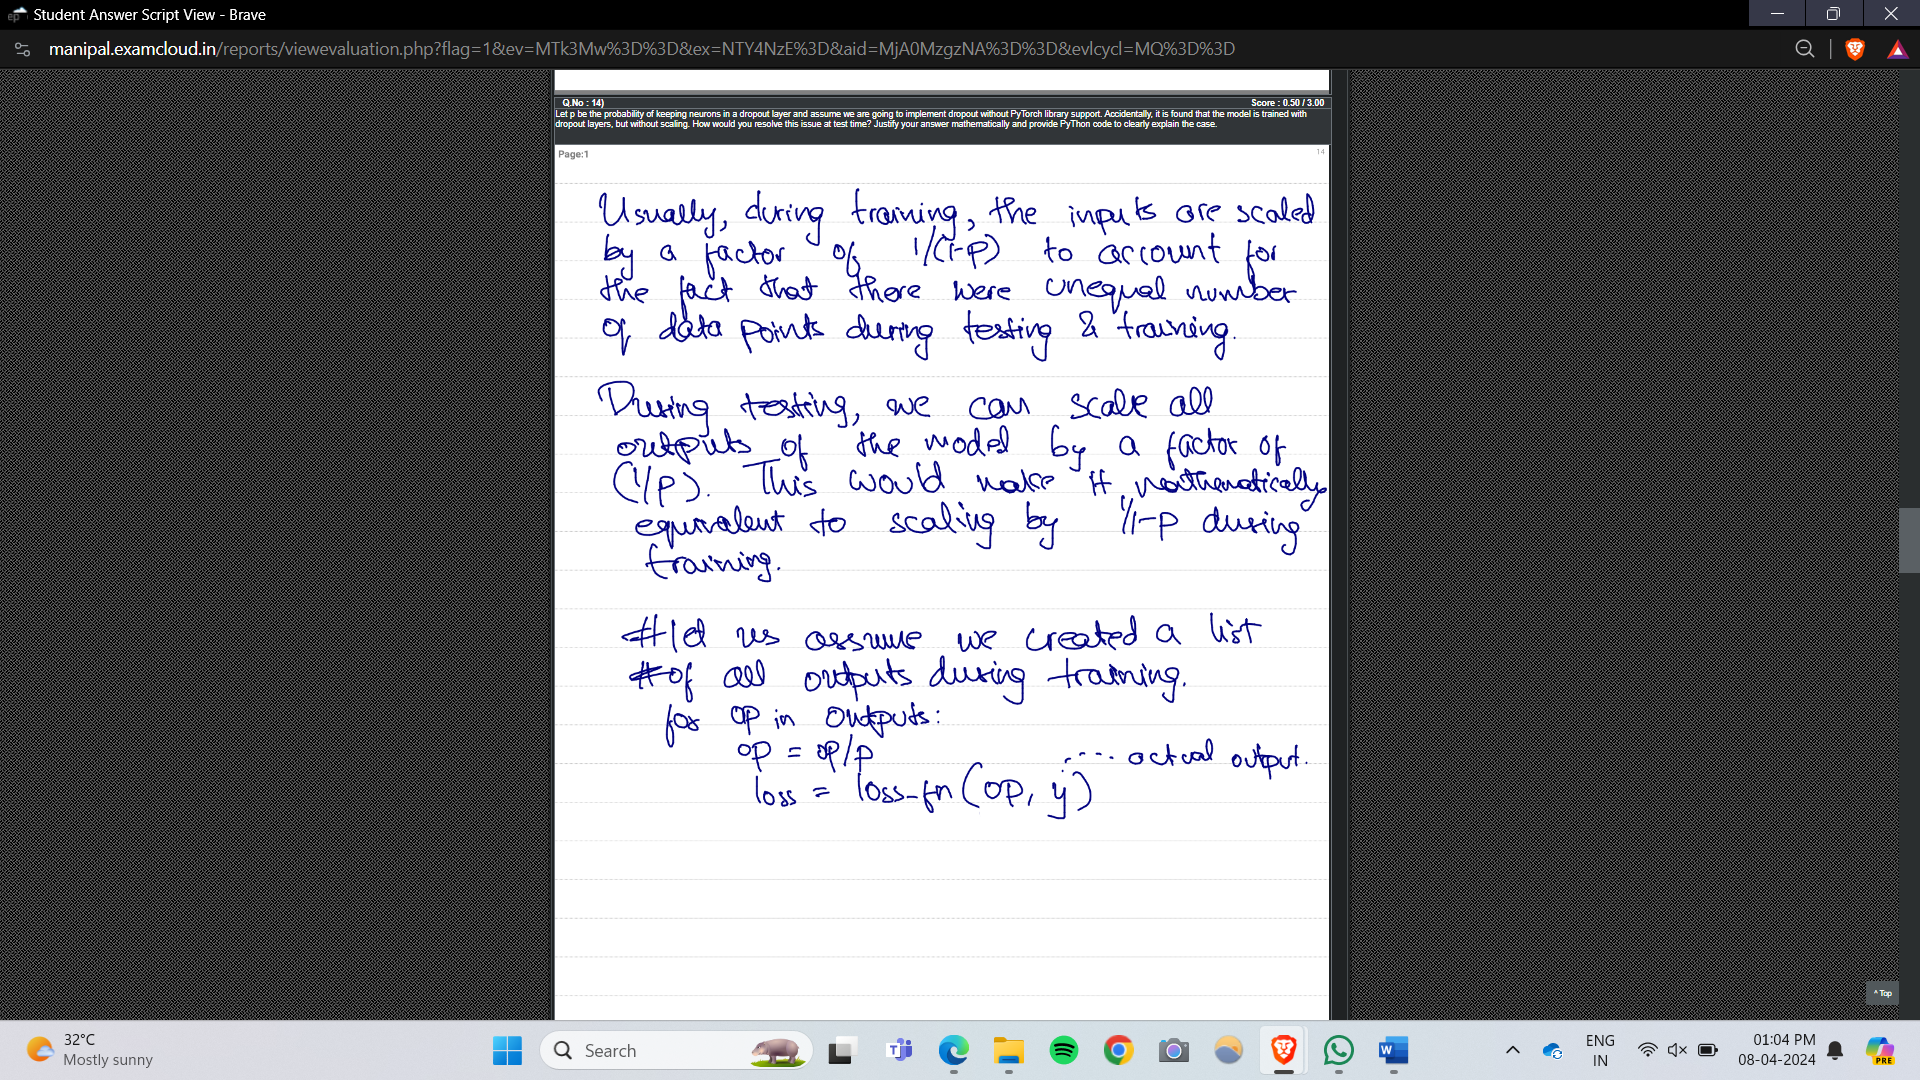 Student Answer Script View - Brave
manipal.examcloud.in/reports/viewevaluation.php?flag=1&ev=MTk3Mw%3D%3D&ex=NTY4NzE%3D&aid=MjA0MzgzNA%3D%3D&evlcycl=MQ%3D%3D
Q.No : 14)
Score : 0.50 / 3.00
Let p be the probability of keeping neurons in a dropout layer and assume we are going to implement dropout without PyTorch library support. Accidentally, it is found that the model is trained with
dropout layers, but without scaling. How would you resolve this issue at test time? Justify your answer mathematically and provide PyThon code to clearly explain the case.
Page:1
14
Usually, during training, the inputs are scaled
by a factor of 1/(1-p) to account for
the fact that there were unequal number
of data points during testing & training.
During testing, we can scale all
outputs of the model by a factor of
(1/p). This would make it mathematically
equivalent to scaling by 1/1-p during
training.
#let us assume we created a list
#of all outputs during training.
for op in outputs:
op = op/p
.... actual output.
loss = loss-fn (op, y)
^ Top
32°C
Mostly sunny
Search
ENG
IN
01:04 PM
08-04-2024
PRE